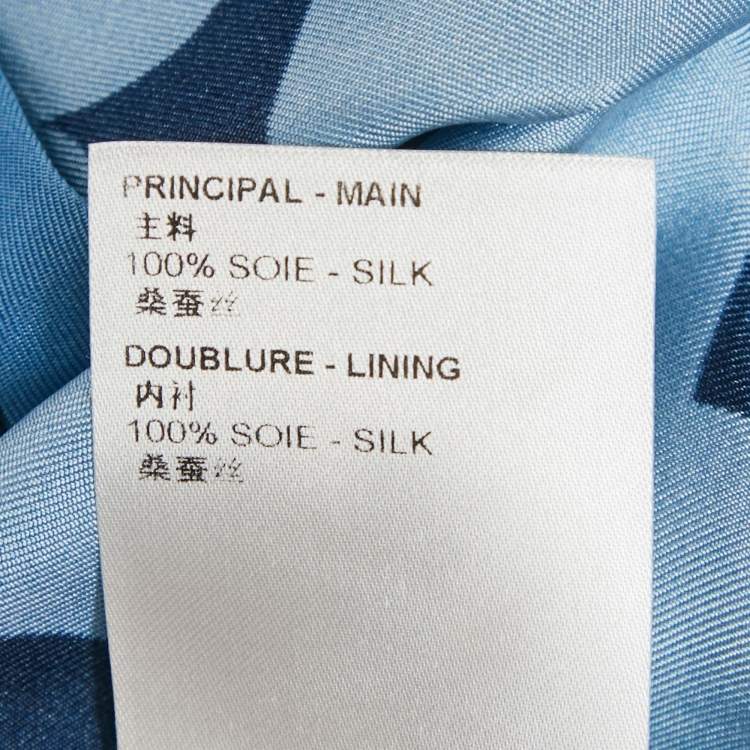 PRINCIPAL - MAIN
主料
100% SOIE - SILK
桑蚕丝
DOUBLURE - LINING
内衬
100% SOIE - SILK
桑蚕丝